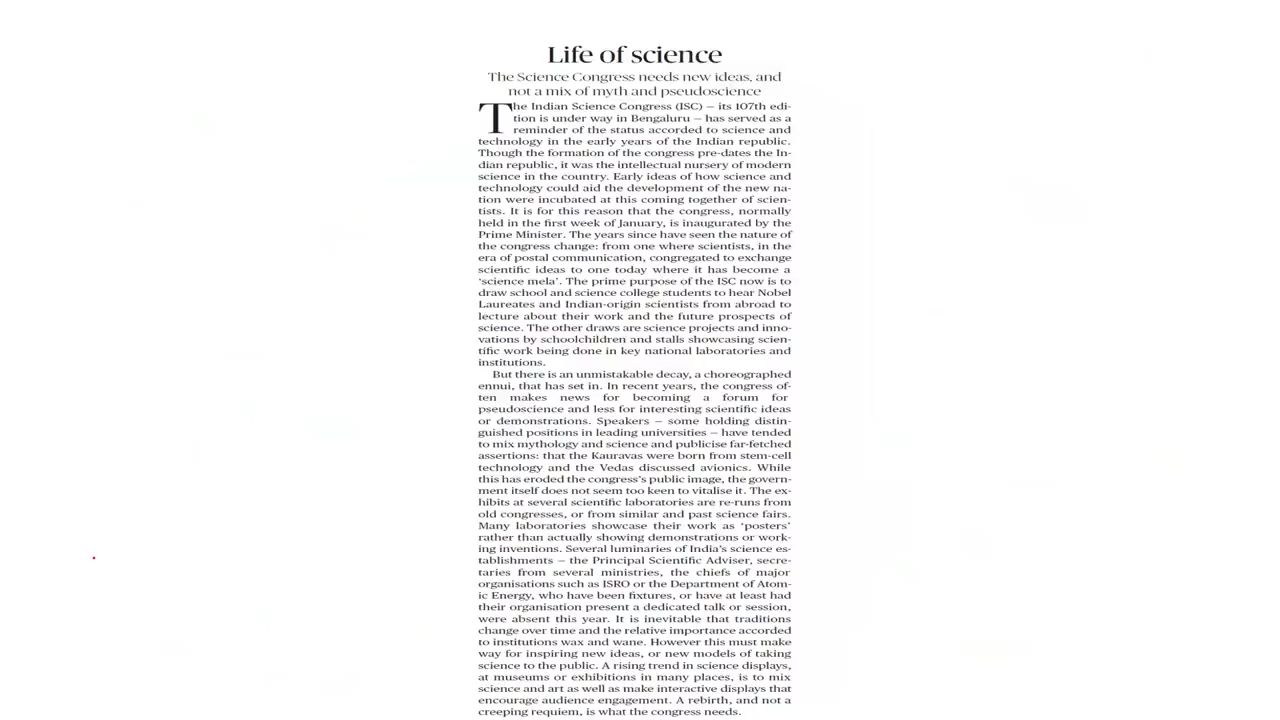 Life of science
The Science Congress needs new ideas, and
not a mix of myth and pseudoscience
The Indian Science Congress (ISC) – its 107th edi-
tion is under way in Bengaluru – has served as a
reminder of the status accorded to science and
technology in the early years of the Indian republic.
Though the formation of the congress pre-dates the In-
dian republic, it was the intellectual nursery of modern
science in the country. Early ideas of how science and
technology could aid the development of the new na-
tion were incubated at this coming together of scien-
tists. It is for this reason that the congress, normally
held in the first week of January, is inaugurated by the
Prime Minister. The years since have seen the nature of
the congress change: from one where scientists, in the
era of postal communication, congregated to exchange
scientific ideas to one today where it has become a
‘science mela’. The prime purpose of the ISC now is to
draw school and science college students to hear Nobel
Laureates and Indian-origin scientists from abroad to
lecture about their work and the future prospects of
science. The other draws are science projects and inno-
vations by schoolchildren and stalls showcasing scien-
tific work being done in key national laboratories and
institutions.
But there is an unmistakable decay, a choreographed
ennui, that has set in. In recent years, the congress of-
ten makes news for becoming a forum for
pseudoscience and less for interesting scientific ideas
or demonstrations. Speakers – some holding distin-
guished positions in leading universities – have tended
to mix mythology and science and publicise far-fetched
assertions: that the Kauravas were born from stem-cell
technology and the Vedas discussed avionics. While
this has eroded the congress’s public image, the govern-
ment itself does not seem too keen to vitalise it. The ex-
hibits at several scientific laboratories are re-runs from
old congresses, or from similar and past science fairs.
Many laboratories showcase their work as ‘posters’
rather than actually showing demonstrations or work-
ing inventions. Several luminaries of India’s science es-
tablishments – the Principal Scientific Adviser, secre-
taries from several ministries, the chiefs of major
organisations such as ISRO or the Department of Atom-
ic Energy, who have been fixtures, or have at least had
their organisation present a dedicated talk or session,
were absent this year. It is inevitable that traditions
change over time and the relative importance accorded
to institutions wax and wane. However this must make
way for inspiring new ideas, or new models of taking
science to the public. A rising trend in science displays,
at museums or exhibitions in many places, is to mix
science and art as well as make interactive displays that
encourage audience engagement. A rebirth, and not a
creeping requiem, is what the congress needs.